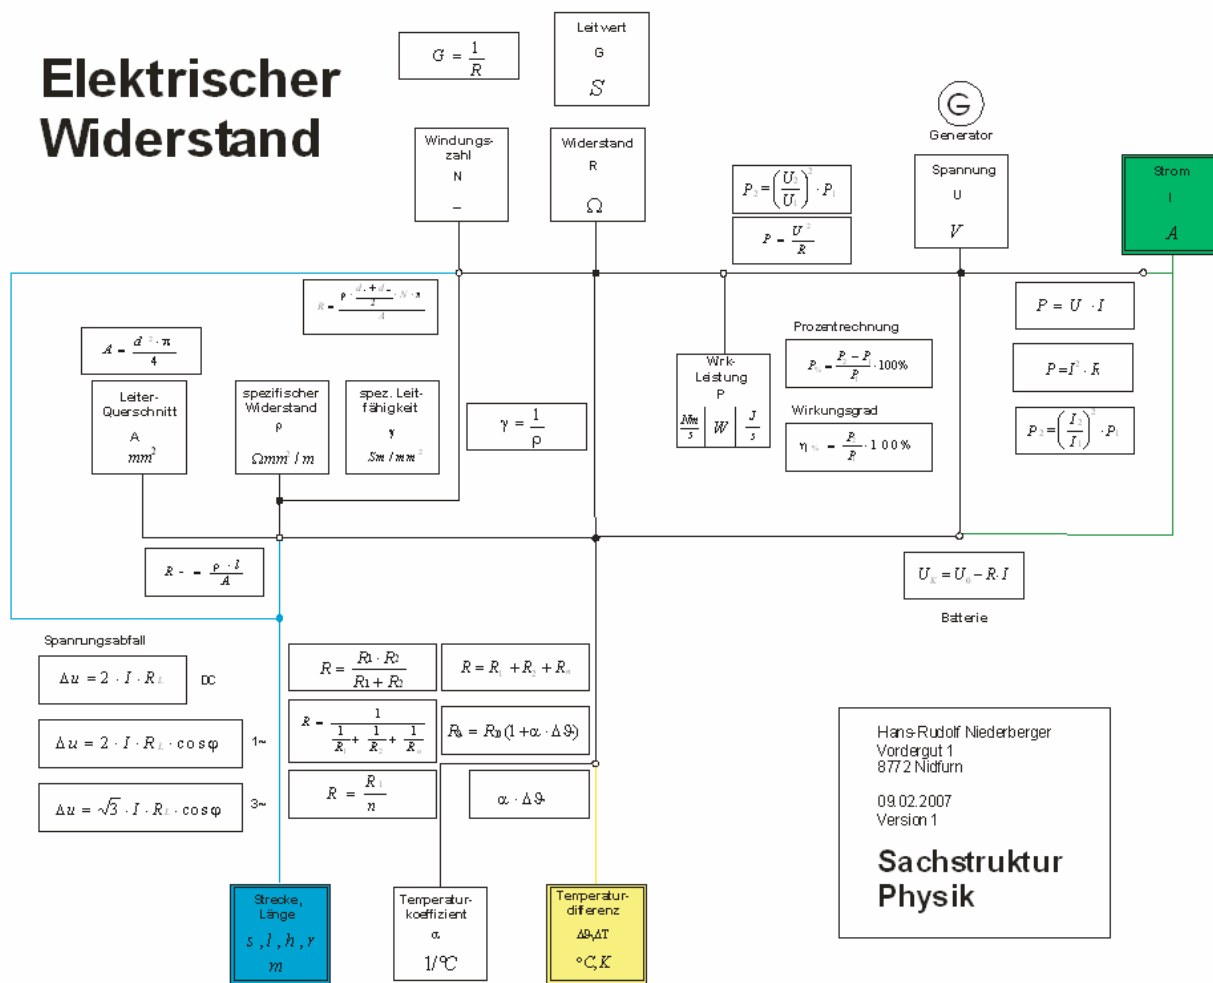 Elektrischer
Widerstand
G = 1/R
Leitwert
G
S
Windungs-
zahl
N
–
Widerstand
R
Ω
G
Generator
Spannung
U
V
Strom
I
A
P₂ = (U₂/U₁)² · P₁
P = U²/R
A = d² · π / 4
Leiter-
Querschnitt
A
mm²
spezifischer
Widerstand
ρ
Ωmm² / m
spez. Leit-
fähigkeit
γ
Sm / mm²
γ = 1/ρ
Wirk-
Leistung
P
Nm/s | W | J/s
Prozentrechnung
P% = (P₂ – P₁)/P₁ · 100%
Wirkungsgrad
P = U · I
P = I² · R
P₂ = (I₂/I₁)² · P₁
R = ρ · l / A
U_K = U₀ – R · I
Batterie
Spannungsabfall
Δu = 2 · I · R_L
DC
Δu = 2 · I · R_L · cosφ
1~
Δu = √3 · I · R_L · cosφ
3~
R = R1 · R2 / (R1 + R2)
R = R₁ + R₂ + Rₙ
R = 1 / (1/R₁ + 1/R₂ + 1/Rₙ)
R = R₁/n
α · Δϑ
Strecke,
Länge
s , l , h , r
m
Temperatur-
koeffizient
α
1/°C
Temperatur-
differenz
Δϑ,ΔT
°C,K
Hans-Rudolf Niederberger
Vordergut 1
8772 Nidfurn
09.02.2007
Version 1
Sachstruktur
Physik